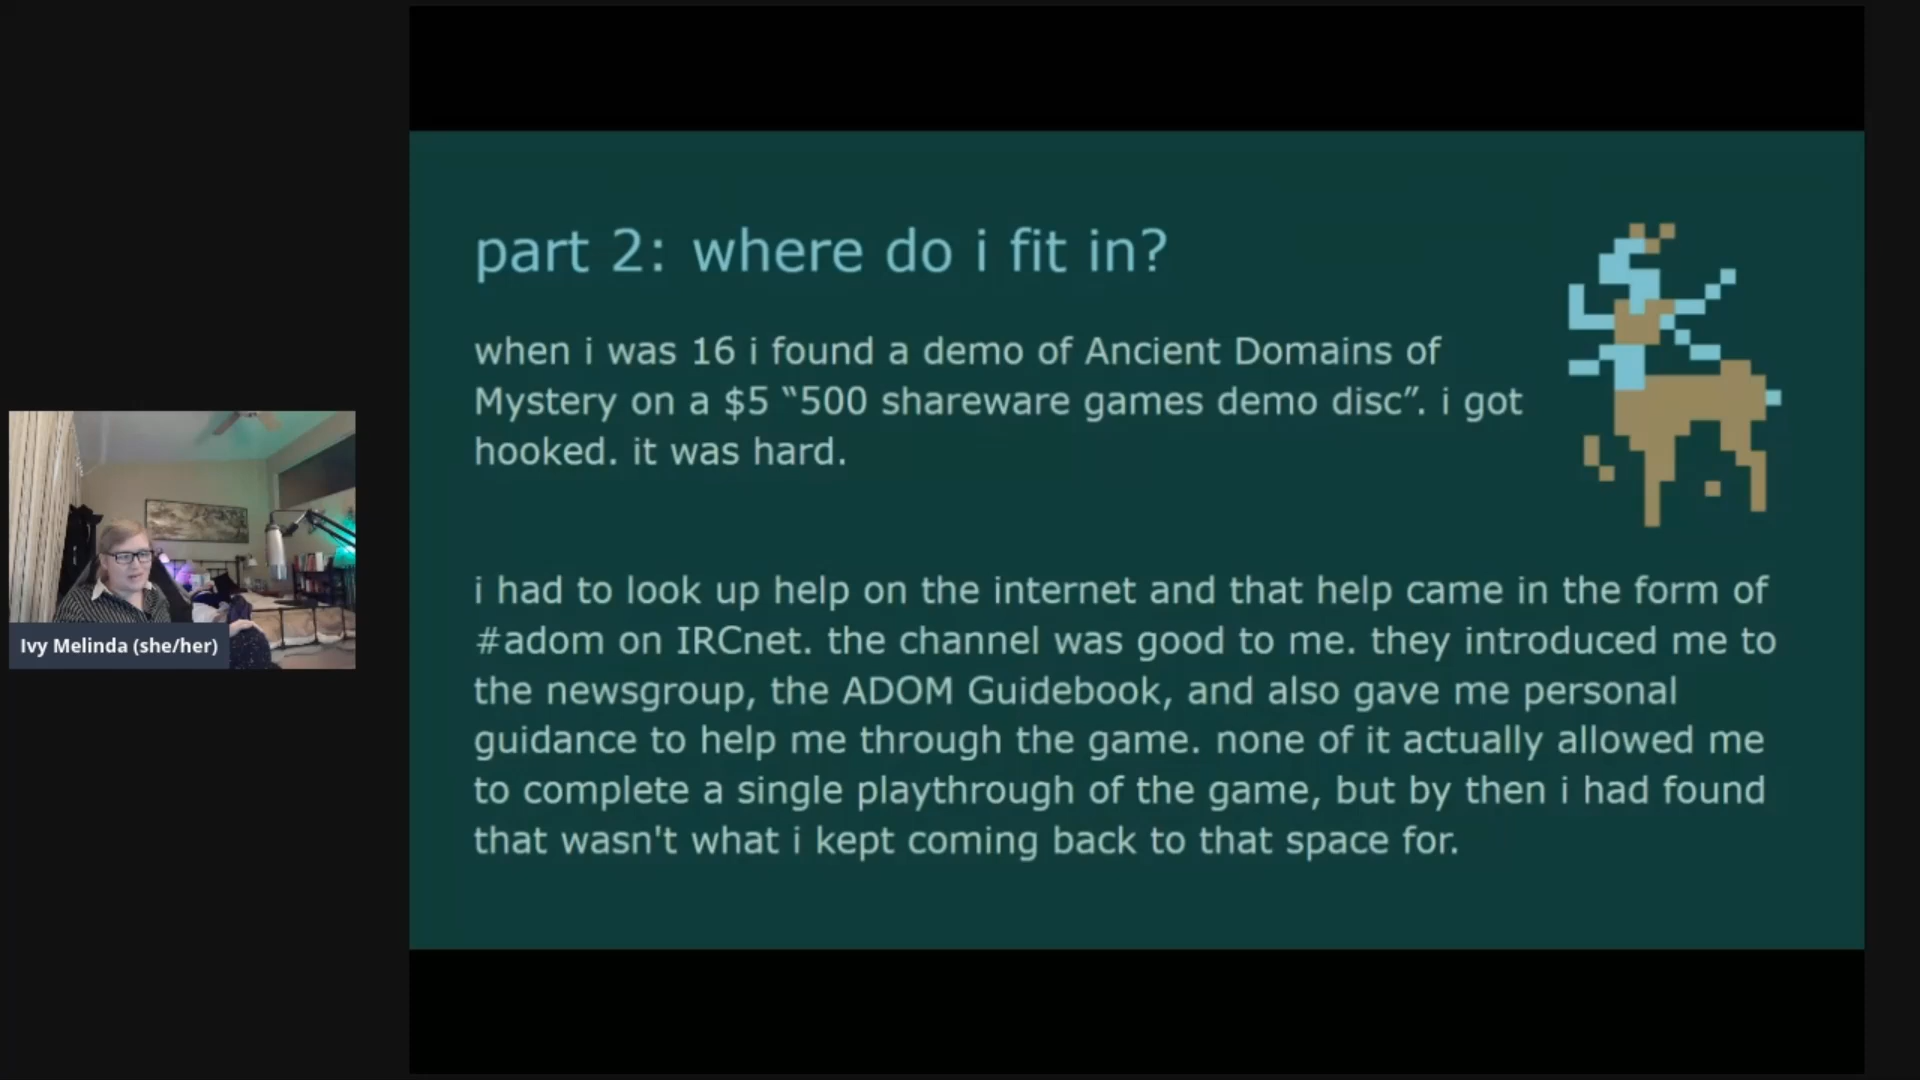 part 2: where do i fit in?
when i was 16 i found a demo of Ancient Domains of
Mystery on a $5 “500 shareware games demo disc”. i got
hooked. it was hard.
i had to look up help on the internet and that help came in the form of
#adom on IRCnet. the channel was good to me. they introduced me to
the newsgroup, the ADOM Guidebook, and also gave me personal
guidance to help me through the game. none of it actually allowed me
to complete a single playthrough of the game, but by then i had found
that wasn't what i kept coming back to that space for.
Ivy Melinda (she/her)